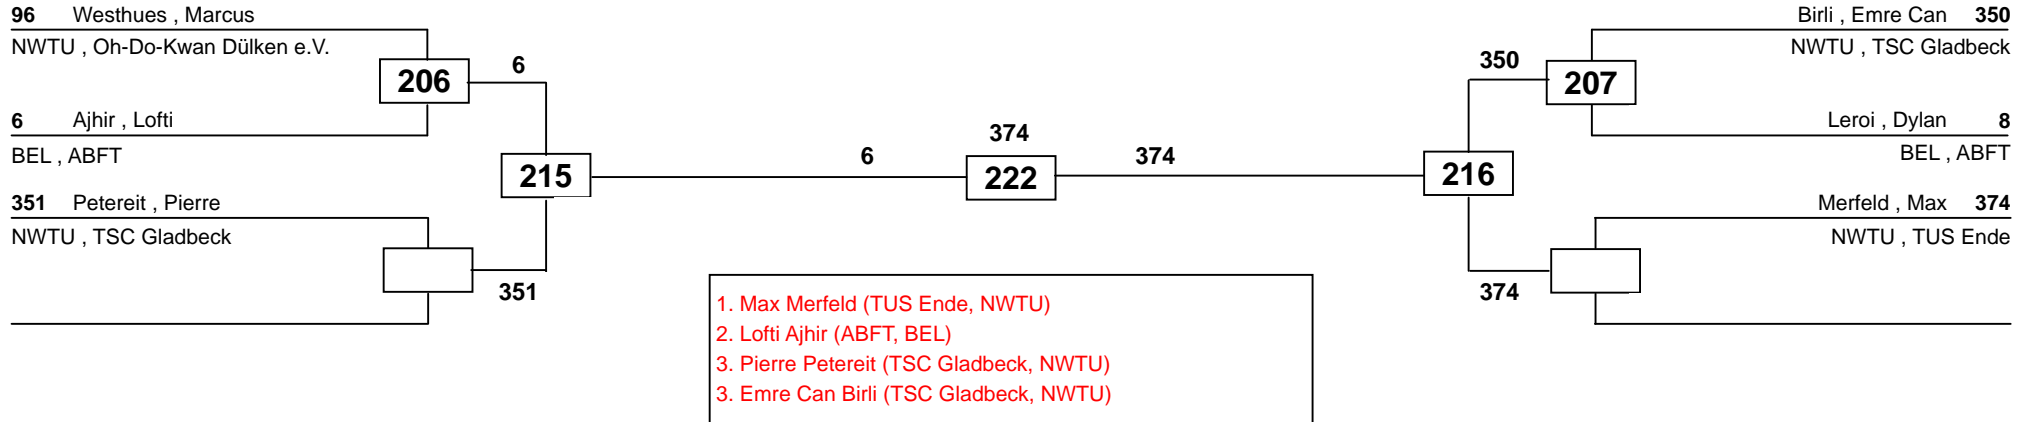 96 Westhues , Marcus
NWTU , Oh-Do-Kwan Dülken e.V.
206
6
6 Ajhir , Lofti
BEL , ABFT
215
351 Petereit , Pierre
NWTU , TSC Gladbeck
351
6
374
222
374
Birli , Emre Can 350
NWTU , TSC Gladbeck
350
207
Leroi , Dylan 8
BEL , ABFT
216
Merfeld , Max 374
NWTU , TUS Ende
374
1. Max Merfeld (TUS Ende, NWTU)
2. Lofti Ajhir (ABFT, BEL)
3. Pierre Petereit (TSC Gladbeck, NWTU)
3. Emre Can Birli (TSC Gladbeck, NWTU)